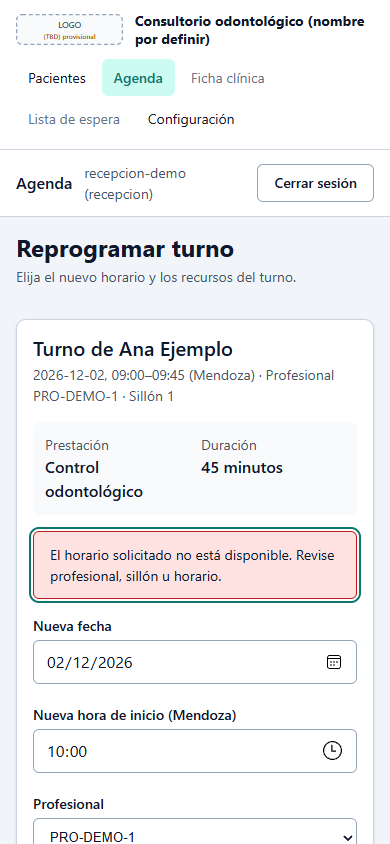 LOGO
(TBD) provisional
Consultorio odontológico (nombre
por definir)
Pacientes
Agenda
Ficha clínica
Lista de espera
Configuración
Agenda
recepcion-demo
(recepcion)
Cerrar sesión
Reprogramar turno
Elija el nuevo horario y los recursos del turno.
Turno de Ana Ejemplo
2026-12-02, 09:00–09:45 (Mendoza) · Profesional
PRO-DEMO-1 · Sillón 1
Prestación
Control
odontológico
Duración
45 minutos
El horario solicitado no está disponible. Revise
profesional, sillón u horario.
Nueva fecha
02/12/2026
Nueva hora de inicio (Mendoza)
10:00
Profesional
PRO-DEMO-1